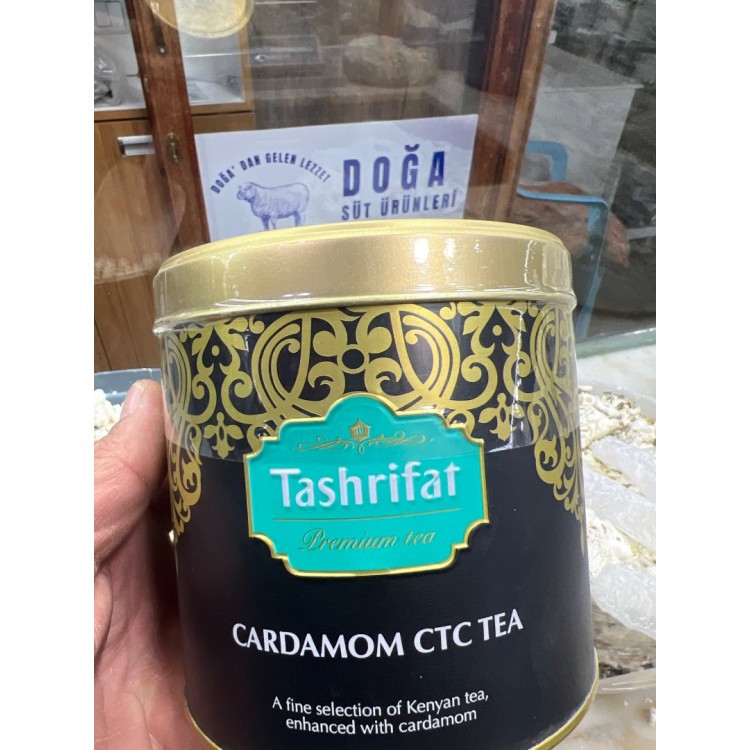 DOĞA' DAN GELEN LEZZET
DOĞA
SÜT ÜRÜNLERİ
Tashrifat
Premium tea
CARDAMOM CTC TEA
A fine selection of Kenyan tea,
enhanced with cardamom